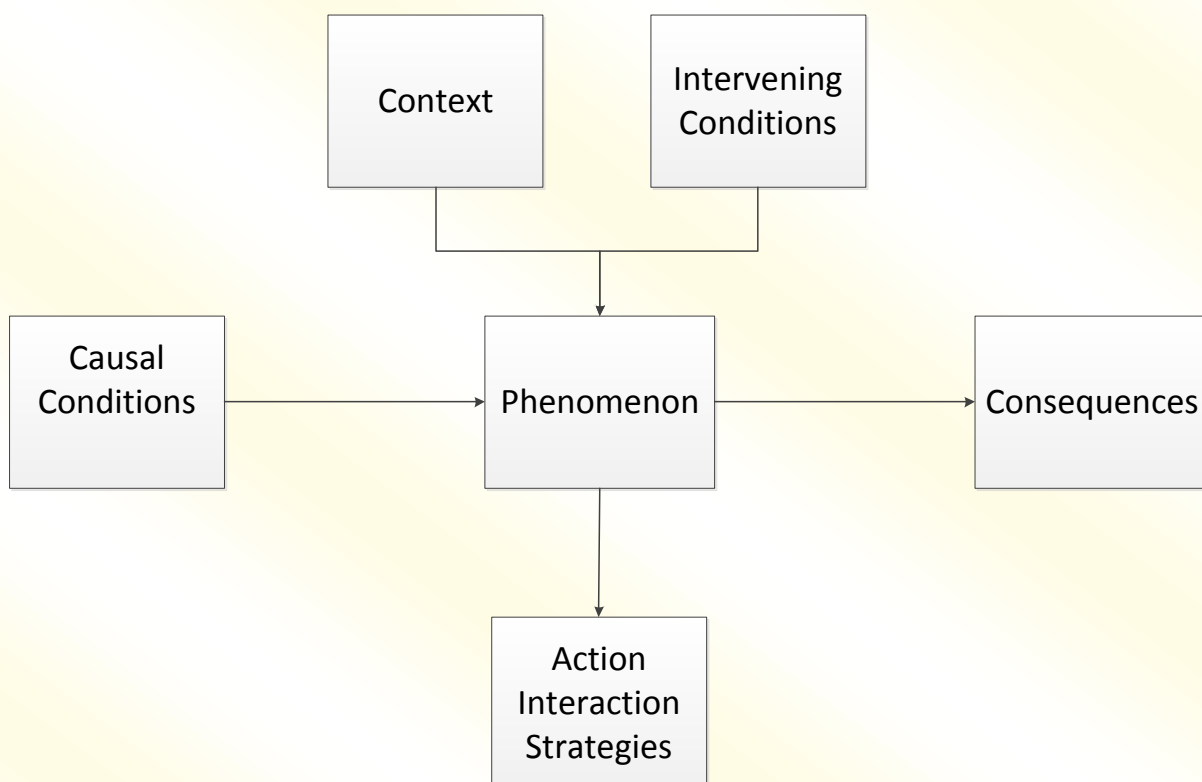 Context
Intervening
Conditions
Causal
Conditions
Phenomenon
Consequences
Action
Interaction
Strategies